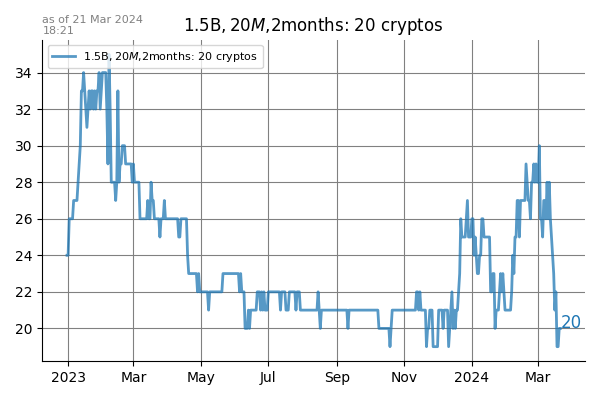 as of 21 Mar 2024
18:21
1.5B, 20M,2months: 20 cryptos
1.5B, 20M,2months: 20 cryptos
34
32
30
28
26
24
22
20
20
2023
Mar
May
Jul
Sep
Nov
2024
Mar